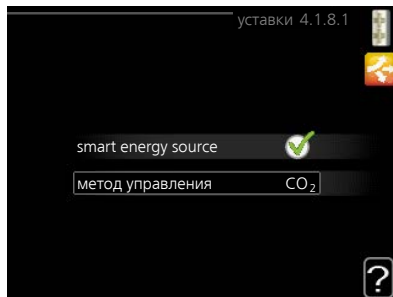 уставки 4.1.8.1
smart energy source
метод управления CO₂
?